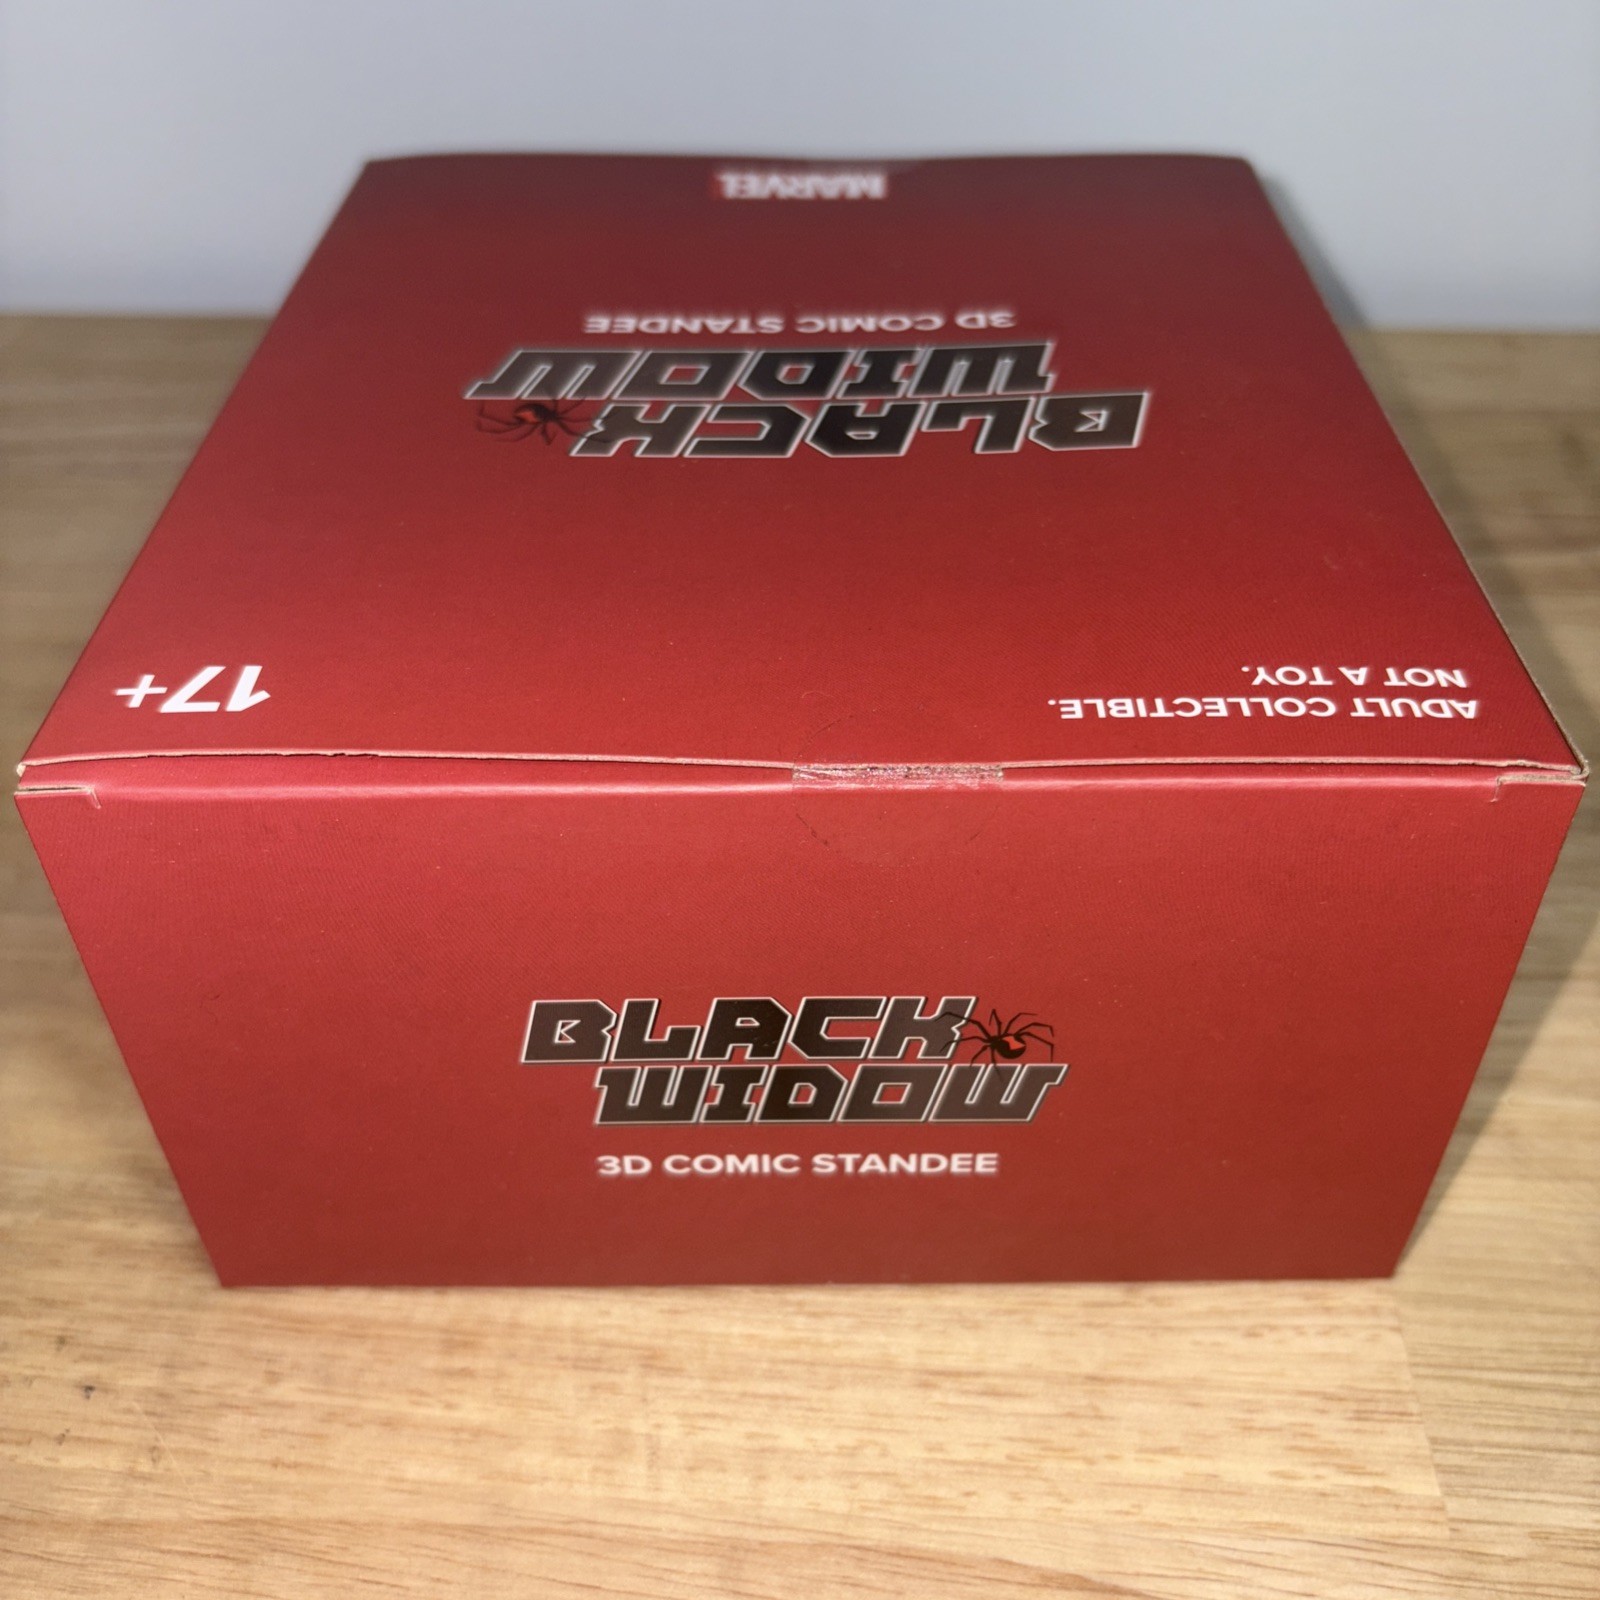 MARVEL
3D COMIC STANDEE
BLACK
WIDOW
17+
ADULT COLLECTIBLE.
NOT A TOY.
BLACK
WIDOW
3D COMIC STANDEE